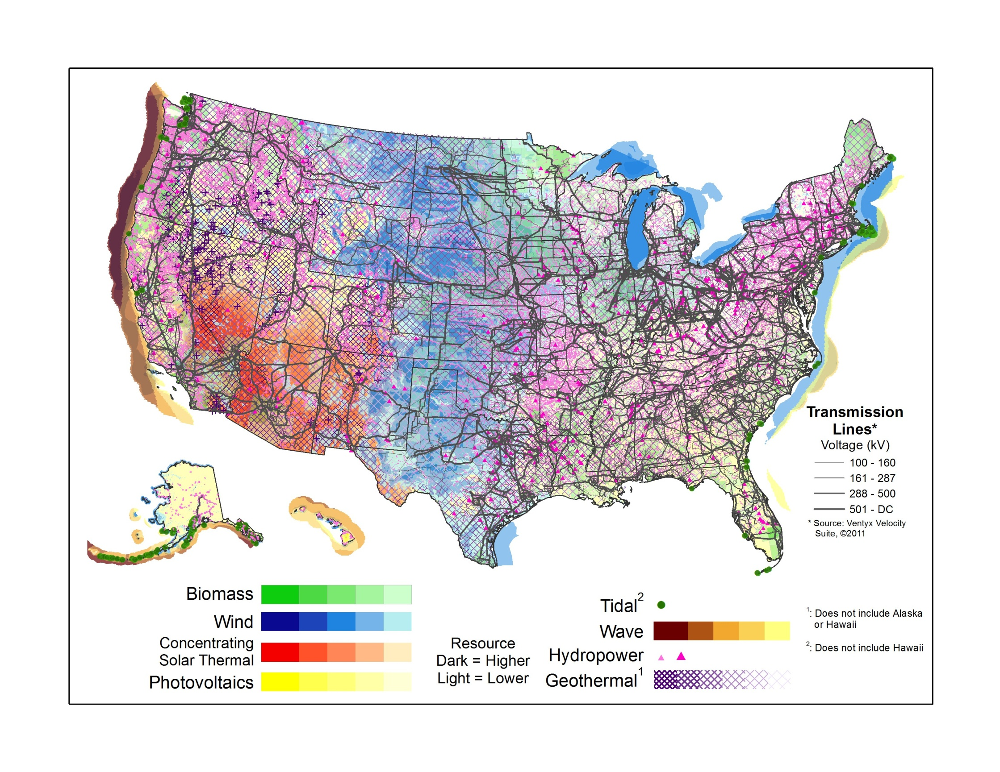 Transmission
Lines*
Voltage (kV)
100 - 160
161 - 287
288 - 500
501 - DC
* Source: Ventyx Velocity
Suite, ©2011
Biomass
Wind
Concentrating
Solar Thermal
Photovoltaics
Resource
Dark = Higher
Light = Lower
Tidal2
Wave
Hydropower
Geothermal1
1: Does not include Alaska
or Hawaii
2: Does not include Hawaii